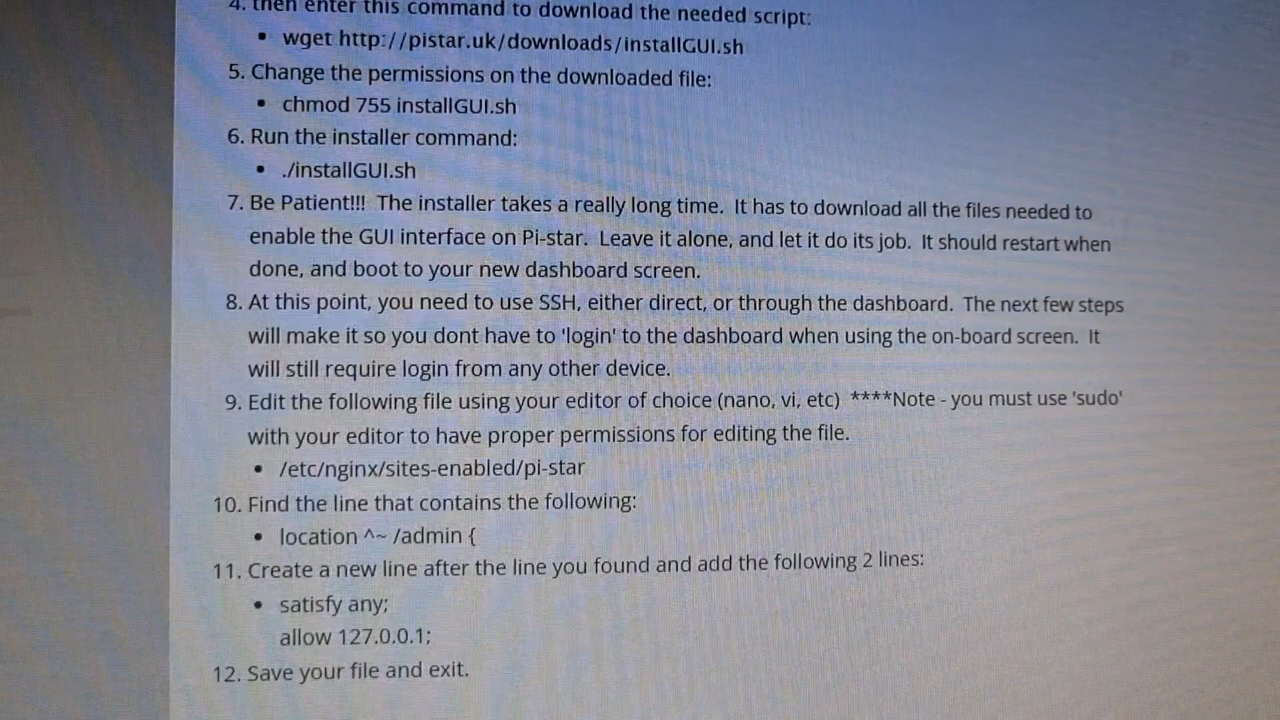 4. then enter this command to download the needed script:
• wget http://pistar.uk/downloads/installGUI.sh
5. Change the permissions on the downloaded file:
• chmod 755 installGUI.sh
6. Run the installer command:
• ./installGUI.sh
7. Be Patient!!!  The installer takes a really long time.  It has to download all the files needed to
enable the GUI interface on Pi-star.  Leave it alone, and let it do its job.  It should restart when
done, and boot to your new dashboard screen.
8. At this point, you need to use SSH, either direct, or through the dashboard.  The next few steps
will make it so you dont have to 'login' to the dashboard when using the on-board screen.  It
will still require login from any other device.
9. Edit the following file using your editor of choice (nano, vi, etc)  ****Note - you must use 'sudo'
with your editor to have proper permissions for editing the file.
• /etc/nginx/sites-enabled/pi-star
10. Find the line that contains the following:
• location ^~ /admin {
11. Create a new line after the line you found and add the following 2 lines:
• satisfy any;
allow 127.0.0.1;
12. Save your file and exit.